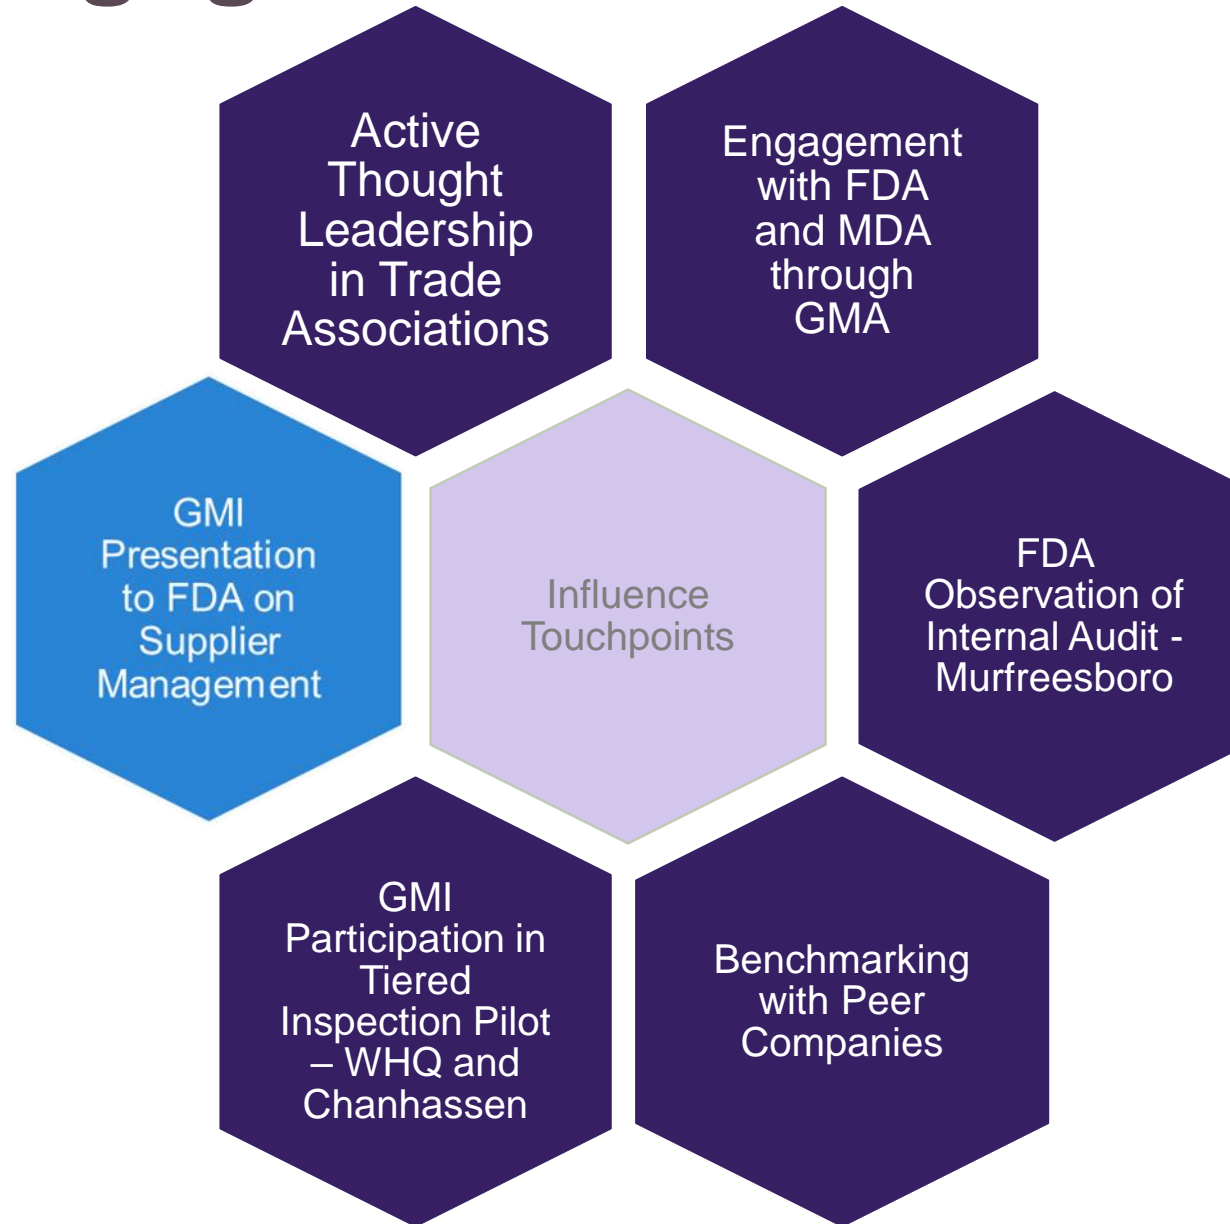 Active
Thought
Leadership
in Trade
Associations
Engagement
with FDA
and MDA
through
GMA
GMI
Presentation
to FDA on
Supplier
Management
Influence
Touchpoints
FDA
Observation of
Internal Audit -
Murfreesboro
GMI
Participation in
Tiered
Inspection Pilot
– WHQ and
Chanhassen
Benchmarking
with Peer
Companies